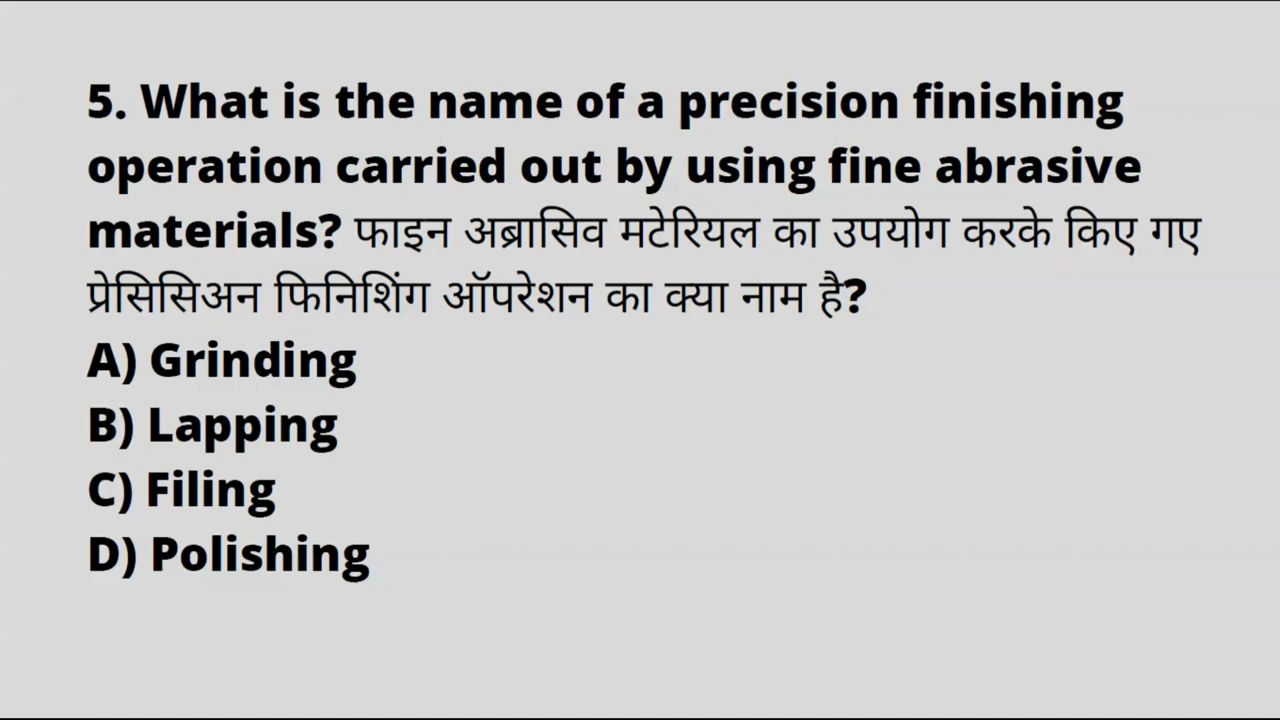 5. What is the name of a precision finishing
operation carried out by using fine abrasive
materials? फाइन अब्रासिव मटेरियल का उपयोग करके किए गए
प्रेसिसिअन फिनिशिंग ऑपरेशन का क्या नाम है?
A) Grinding
B) Lapping
C) Filing
D) Polishing